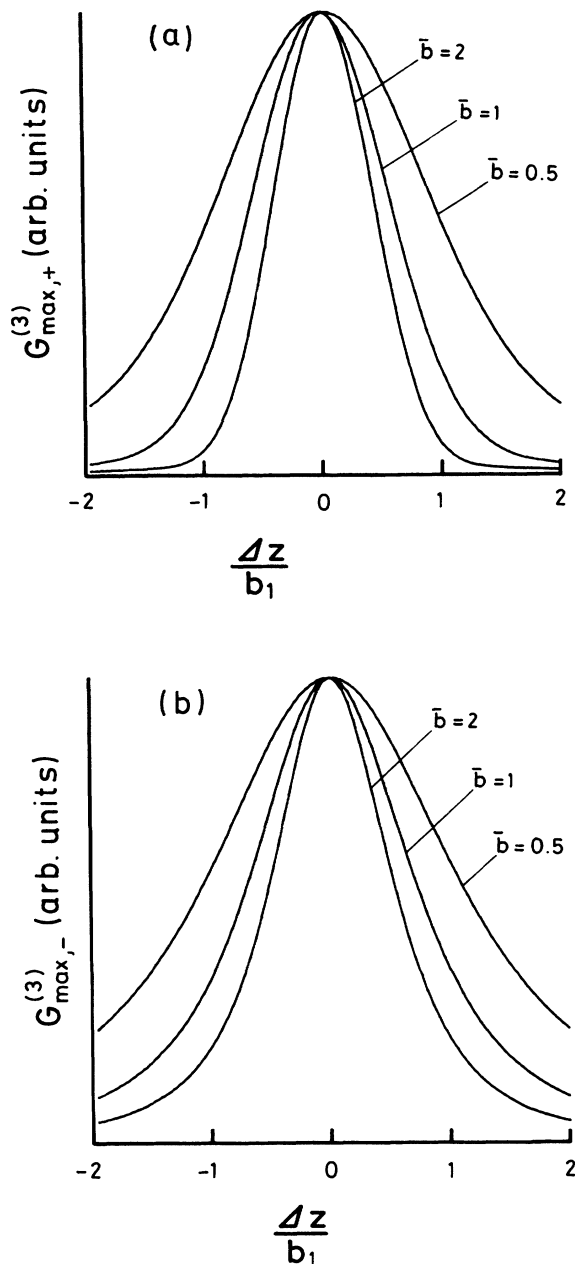 (a)
b̄ = 2
b̄ = 1
b̄ = 0.5
G(3)max,+ (arb. units)
-2 -1 0 1 2
Δz
b1
(b)
b̄ = 2
b̄ = 1
b̄ = 0.5
G(3)max,- (arb. units)
-2 -1 0 1 2
Δz
b1